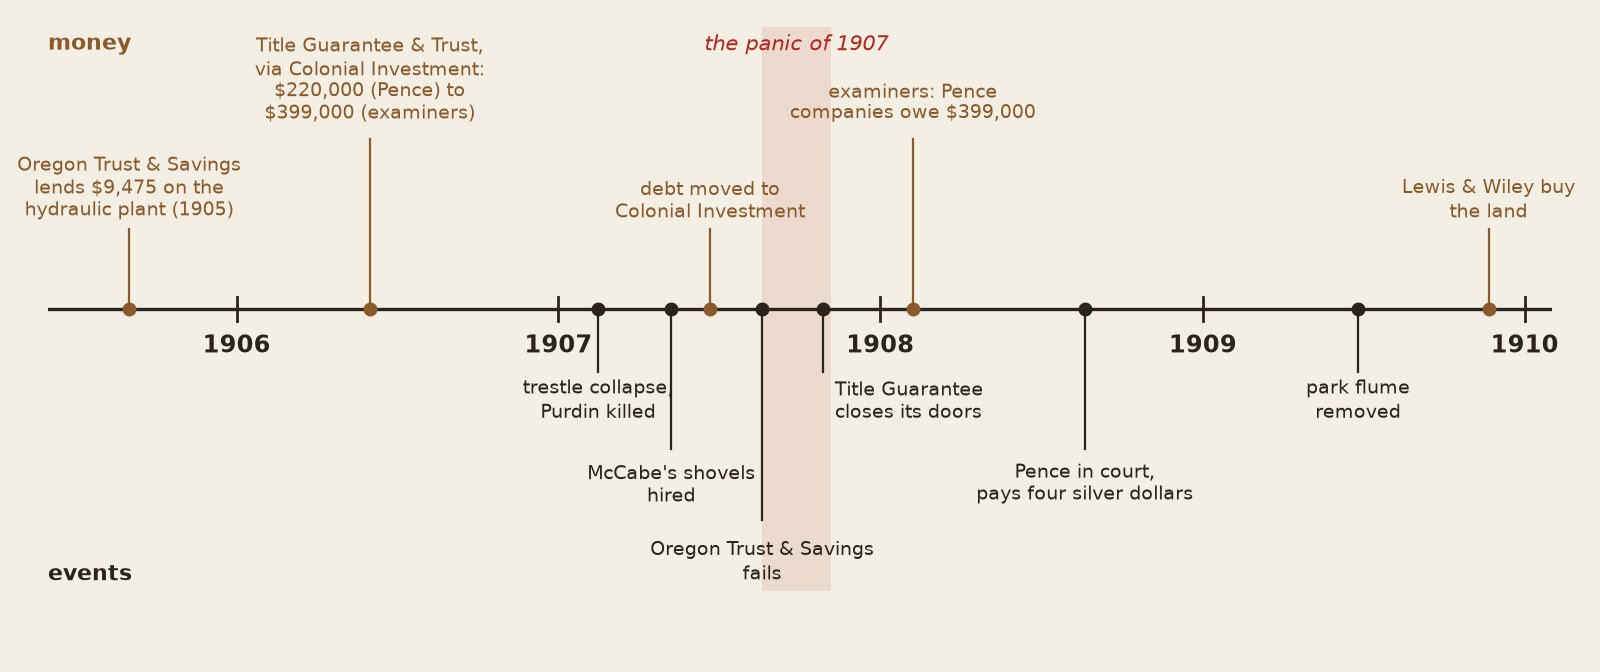 money
Title Guarantee & Trust,
via Colonial Investment:
$220,000 (Pence) to
$399,000 (examiners)
the panic of 1907
examiners: Pence
companies owe $399,000
Oregon Trust & Savings
lends $9,475 on the
hydraulic plant (1905)
debt moved to
Colonial Investment
Lewis & Wiley buy
the land
1906
1907
1908
1909
1910
trestle collapse,
Purdin killed
Title Guarantee
closes its doors
park flume
removed
McCabe's shovels
hired
Pence in court,
pays four silver dollars
Oregon Trust & Savings
fails
events